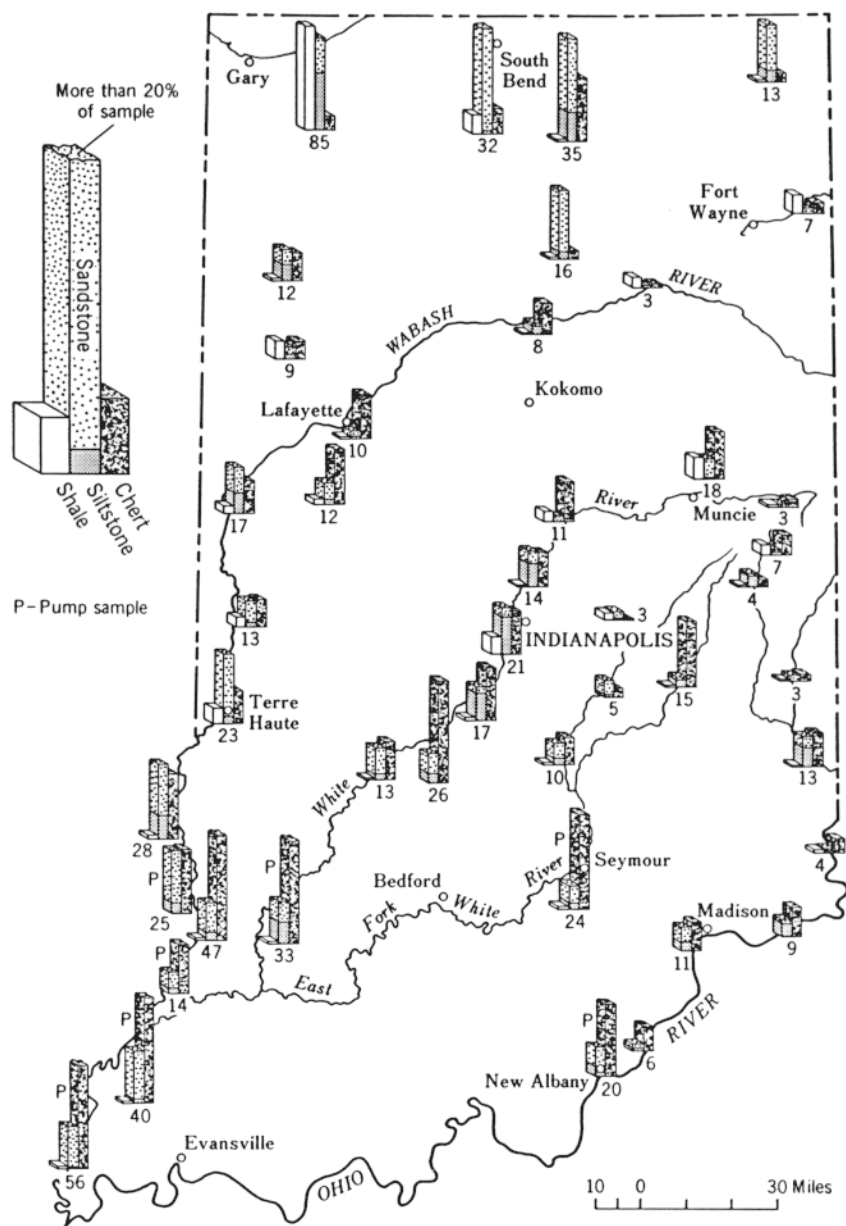 More than 20%
of sample
Sandstone
Shale
Siltstone
Chert
P-Pump sample
Gary
85
South
Bend
32
35
13
Fort
Wayne
7
16
12
3
RIVER
WABASH
8
9
Kokomo
Lafayette
10
12
17
18
River
Muncie
3
11
7
14
4
3
13
INDIANAPOLIS
21
15
3
5
Terre
Haute
23
17
13
26
White
10
13
28
P
Seymour
4
P
25
47
P
33
Bedford
White
River
Fork
24
Madison
11
9
P
14
East
P
40
P
6
RIVER
New Albany
20
P
56
Evansville
OHIO
10 0 30 Miles